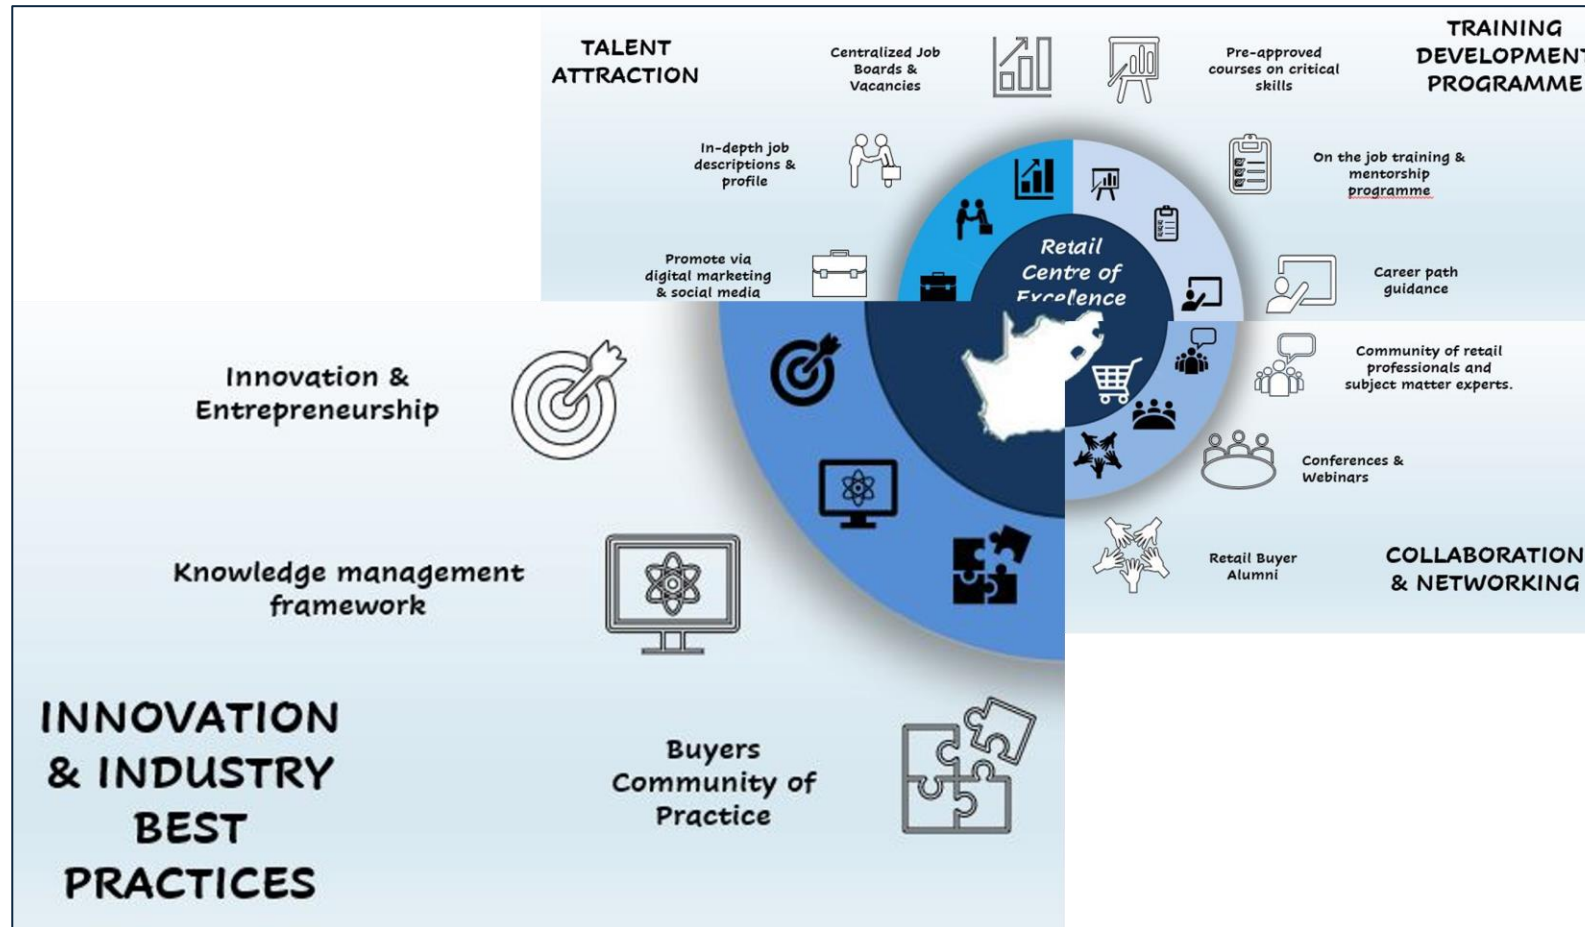 TALENT
ATTRACTION
Centralized Job
Boards &
Vacancies
In-depth job
descriptions &
profile
Promote via
digital marketing
& social media
Pre-approved
courses on critical
skills
TRAINING
DEVELOPMENT
PROGRAMME
On the job training &
mentorship
programme
Career path
guidance
Retail
Centre of
Excellence
Innovation &
Entrepreneurship
Knowledge management
framework
INNOVATION
& INDUSTRY
BEST
PRACTICES
Buyers
Community of
Practice
Community of retail
professionals and
subject matter experts.
Conferences &
Webinars
Retail Buyer
Alumni
COLLABORATION
& NETWORKING